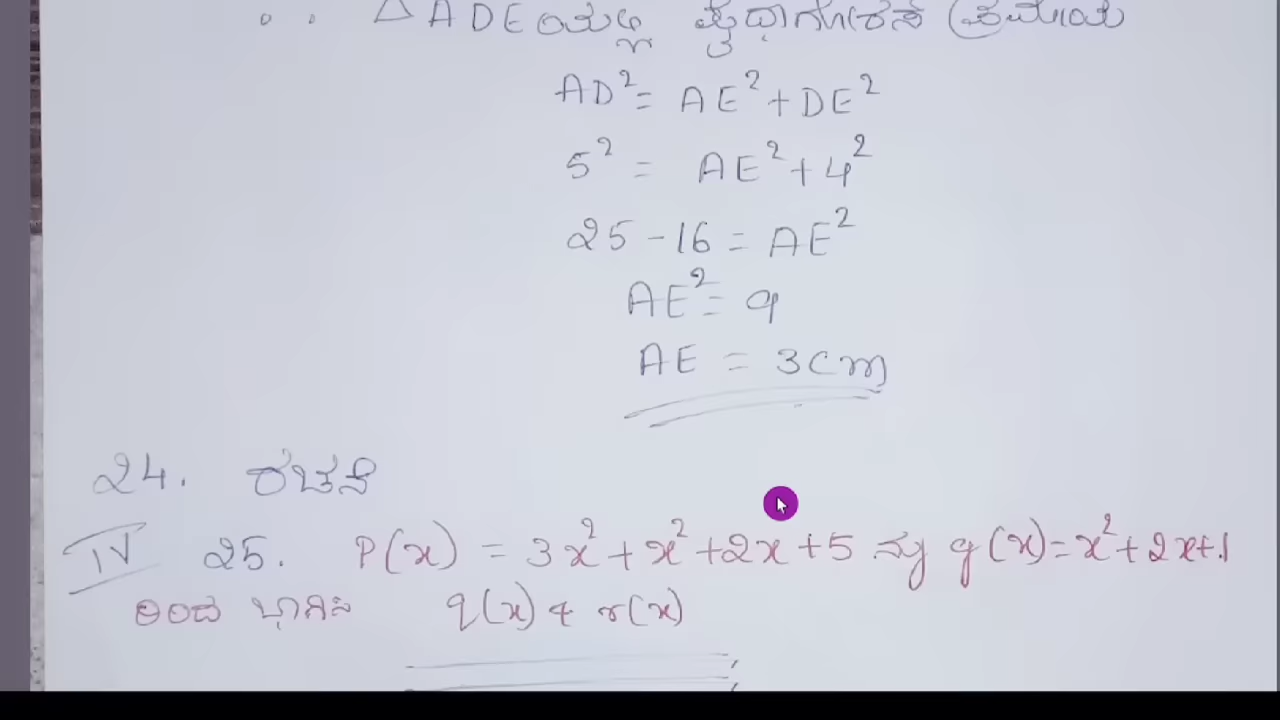 ∴ △ADE ಯಲ್ಲಿ ಪೈಥಾಗೋರಸ್ ಪ್ರಮೇಯ
AD² = AE² + DE²
5² = AE² + 4²
25 - 16 = AE²
AE² = 9
AE = 3cm
24. ರಚನೆ
IV 25. P(x) = 3x² + x² + 2x + 5 ನ್ನು g(x) = x² + 2x + 1
ರಿಂದ ಭಾಗಿಸಿ q(x) & r(x)